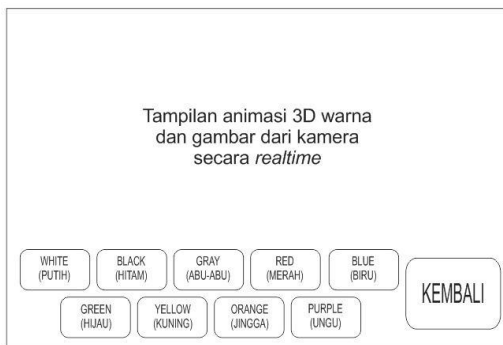 Tampilan animasi 3D warna
dan gambar dari kamera
secara realtime
WHITE
(PUTIH)
BLACK
(HITAM)
GRAY
(ABU-ABU)
RED
(MERAH)
BLUE
(BIRU)
GREEN
(HIJAU)
YELLOW
(KUNING)
ORANGE
(JINGGA)
PURPLE
(UNGU)
KEMBALI